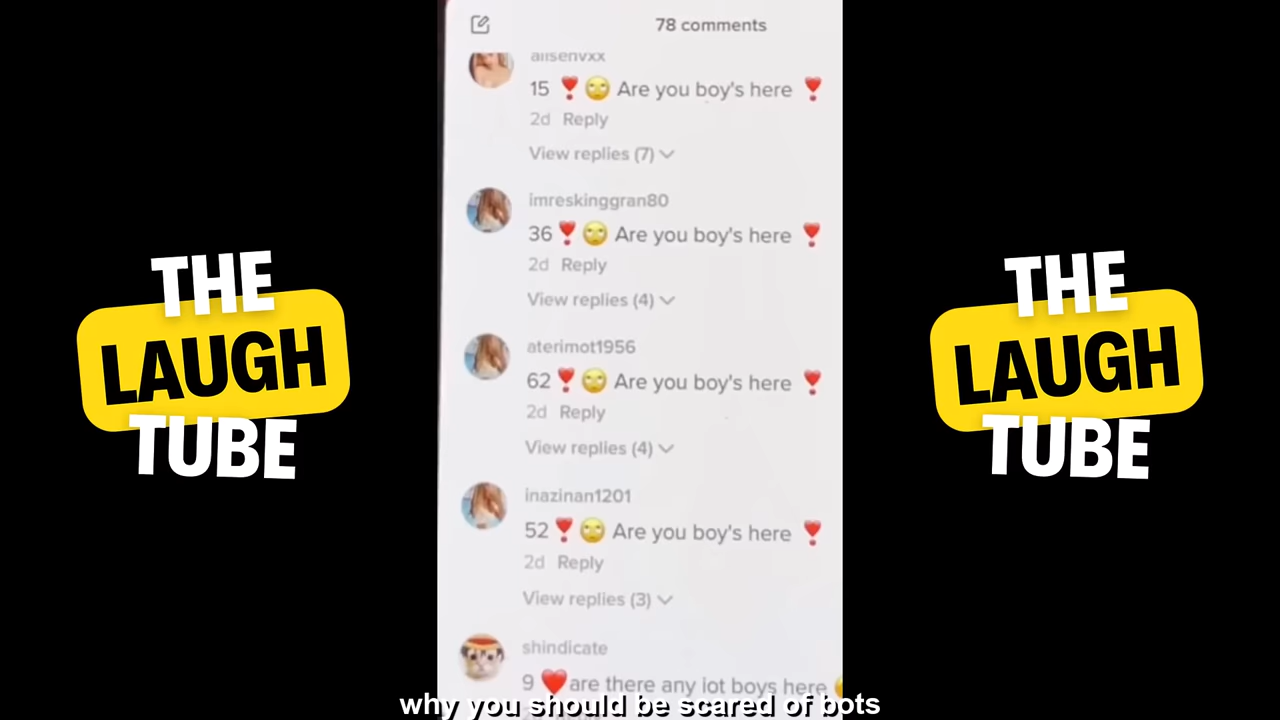 78 comments
alisenvxx
15 ❣️🙄 Are you boy's here ❣️
2d Reply
View replies (7)
imreskinggran80
36❣️🙄 Are you boy's here ❣️
2d Reply
View replies (4)
aterimot1956
62❣️🙄 Are you boy's here ❣️
2d Reply
View replies (4)
inazinan1201
52❣️🙄 Are you boy's here ❣️
2d Reply
View replies (3)
shindicate
9 ❤️are there any iot boys here
why you should be scared of bots
THE
LAUGH
TUBE
THE
LAUGH
TUBE